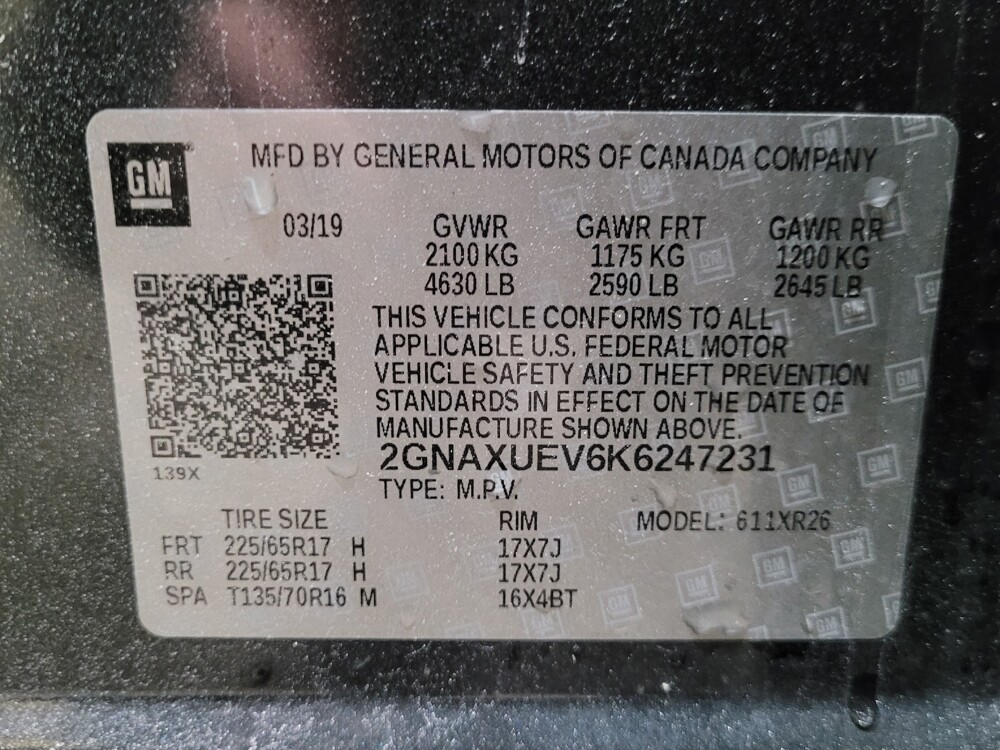 GM
MFD BY GENERAL MOTORS OF CANADA COMPANY
03/19 GVWR GAWR FRT GAWR RR
2100 KG 1175 KG 1200 KG
4630 LB 2590 LB 2645 LB
THIS VEHICLE CONFORMS TO ALL
APPLICABLE U.S. FEDERAL MOTOR
VEHICLE SAFETY AND THEFT PREVENTION
STANDARDS IN EFFECT ON THE DATE OF
MANUFACTURE SHOWN ABOVE.
2GNAXUEV6K6247231
139X
TYPE: M.P.V.
TIRE SIZE RIM MODEL: 611XR26
FRT 225/65R17 H 17X7J
RR 225/65R17 H 17X7J
SPA T135/70R16 M 16X4BT